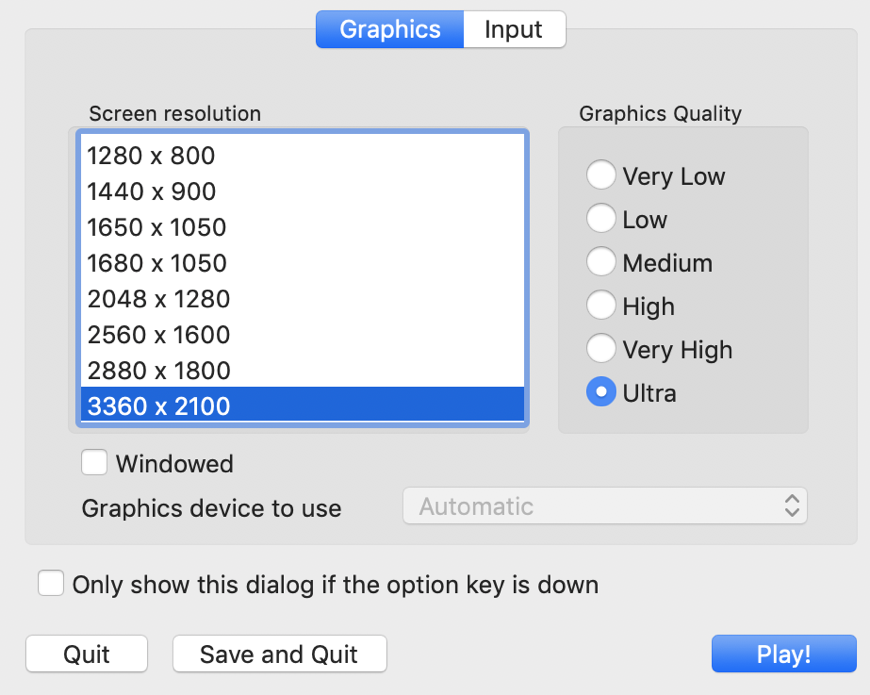 Graphics Input
Screen resolution
1280 x 800
1440 x 900
1650 x 1050
1680 x 1050
2048 x 1280
2560 x 1600
2880 x 1800
3360 x 2100
Graphics Quality
Very Low
Low
Medium
High
Very High
Ultra
Windowed
Graphics device to use Automatic
Only show this dialog if the option key is down
Quit Save and Quit Play!